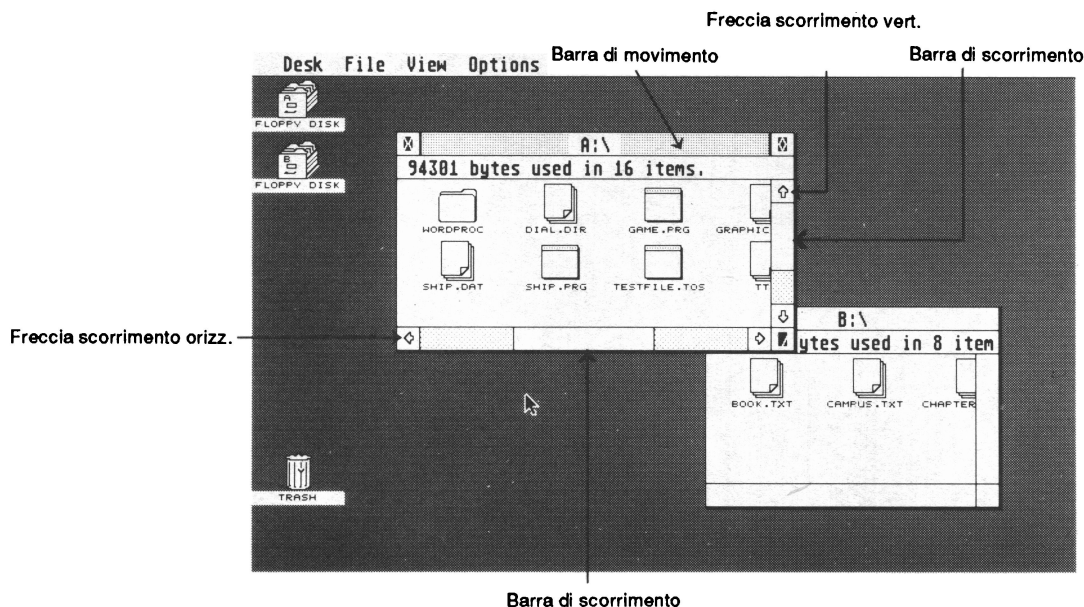 Freccia scorrimento vert.
Barra di movimento
Barra di scorrimento
Desk File View Options
FLOPPY DISK
FLOPPY DISK
A:\
94301 bytes used in 16 items.
WORDPROC DIAL.DIR GAME.PRG GRAPHIC
SHIP.DAT SHIP.PRG TESTFILE.TOS TT
Freccia scorrimento orizz.
B:\
ytes used in 8 item
BOOK.TXT CAMPUS.TXT CHAPTER
TRASH
Barra di scorrimento